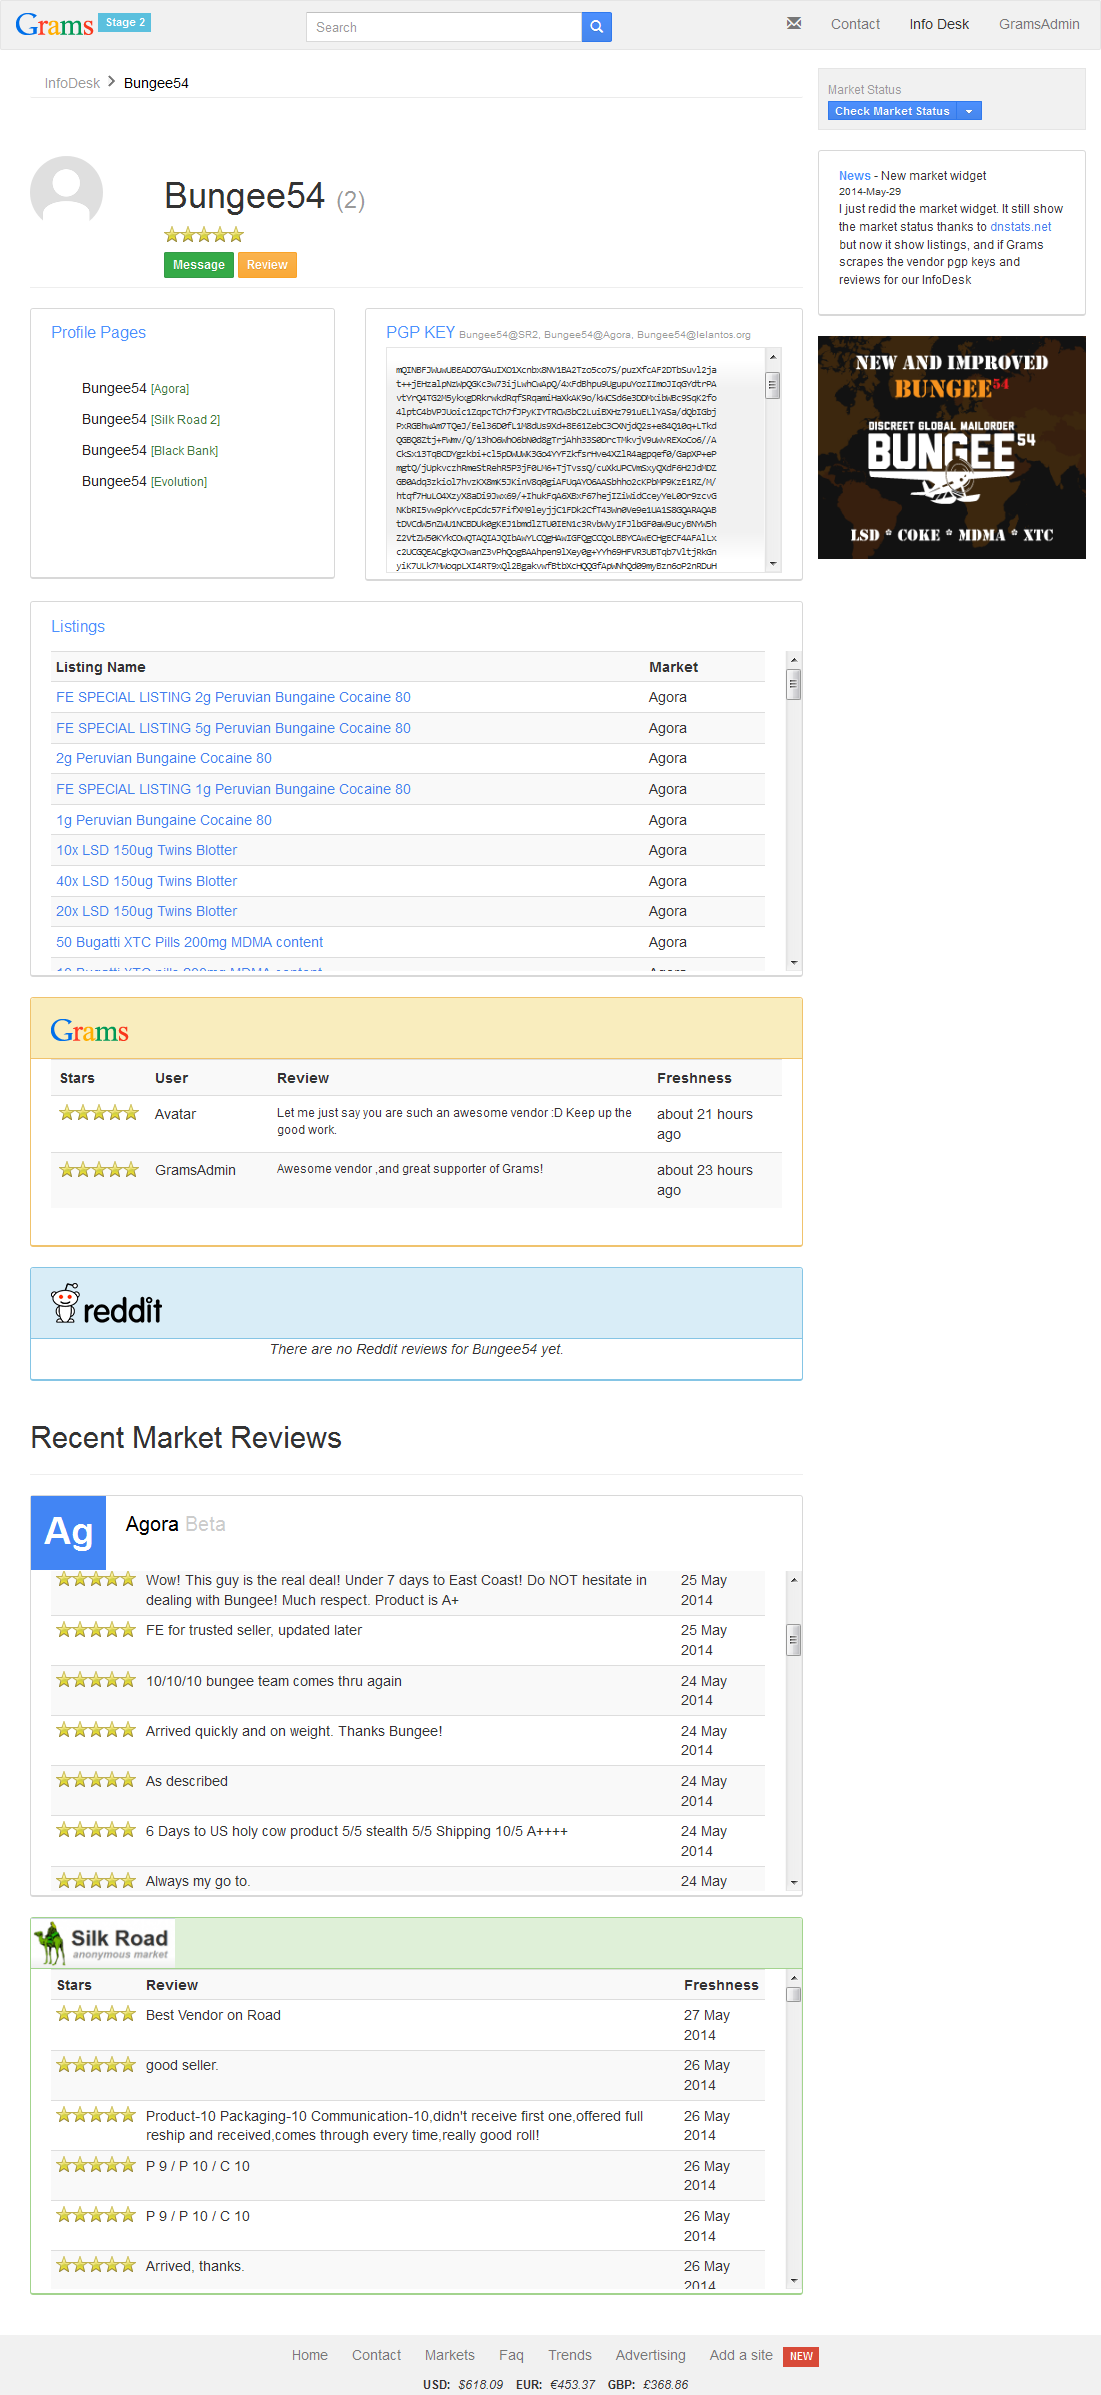 Grams Stage 2
Search
Contact Info Desk GramsAdmin
InfoDesk Bungee54
Market Status
Check Market Status
News - New market widget
2014-May-29
I just redid the market widget. It still show
the market status thanks to dnstats.net
but now it show listings, and if Grams
scrapes the vendor pgp keys and
reviews for our InfoDesk
NEW AND IMPROVED
BUNGEE54
DISCREET GLOBAL MAILORDER
BUNGEE54
LSD * COKE * MDMA * XTC
Bungee54 (2)
Message Review
Profile Pages
Bungee54 [Agora]
Bungee54 [Silk Road 2]
Bungee54 [Black Bank]
Bungee54 [Evolution]
PGP KEY Bungee54@SR2, Bungee54@Agora, Bungee54@lelantos.org
Listings
Listing Name Market
FE SPECIAL LISTING 2g Peruvian Bungaine Cocaine 80 Agora
FE SPECIAL LISTING 5g Peruvian Bungaine Cocaine 80 Agora
2g Peruvian Bungaine Cocaine 80 Agora
FE SPECIAL LISTING 1g Peruvian Bungaine Cocaine 80 Agora
1g Peruvian Bungaine Cocaine 80 Agora
10x LSD 150ug Twins Blotter Agora
40x LSD 150ug Twins Blotter Agora
20x LSD 150ug Twins Blotter Agora
50 Bugatti XTC Pills 200mg MDMA content Agora
Grams
Stars User Review Freshness
Avatar Let me just say you are such an awesome vendor :D Keep up the about 21 hours
good work. ago
GramsAdmin Awesome vendor ,and great supporter of Grams! about 23 hours
ago
reddit
There are no Reddit reviews for Bungee54 yet.
Recent Market Reviews
Ag Agora Beta
Wow! This guy is the real deal! Under 7 days to East Coast! Do NOT hesitate in 25 May
dealing with Bungee! Much respect. Product is A+ 2014
FE for trusted seller, updated later 25 May
2014
10/10/10 bungee team comes thru again 24 May
2014
Arrived quickly and on weight. Thanks Bungee! 24 May
2014
As described 24 May
2014
6 Days to US holy cow product 5/5 stealth 5/5 Shipping 10/5 A++++ 24 May
2014
Always my go to. 24 May
Silk Road
anonymous market
Stars Review Freshness
Best Vendor on Road 27 May
2014
good seller. 26 May
2014
Product-10 Packaging-10 Communication-10,didn't receive first one,offered full 26 May
reship and received,comes through every time,really good roll! 2014
P 9 / P 10 / C 10 26 May
2014
P 9 / P 10 / C 10 26 May
2014
Arrived, thanks. 26 May
2014
Home Contact Markets Faq Trends Advertising Add a site NEW
USD: $618.09 EUR: €453.37 GBP: £368.86